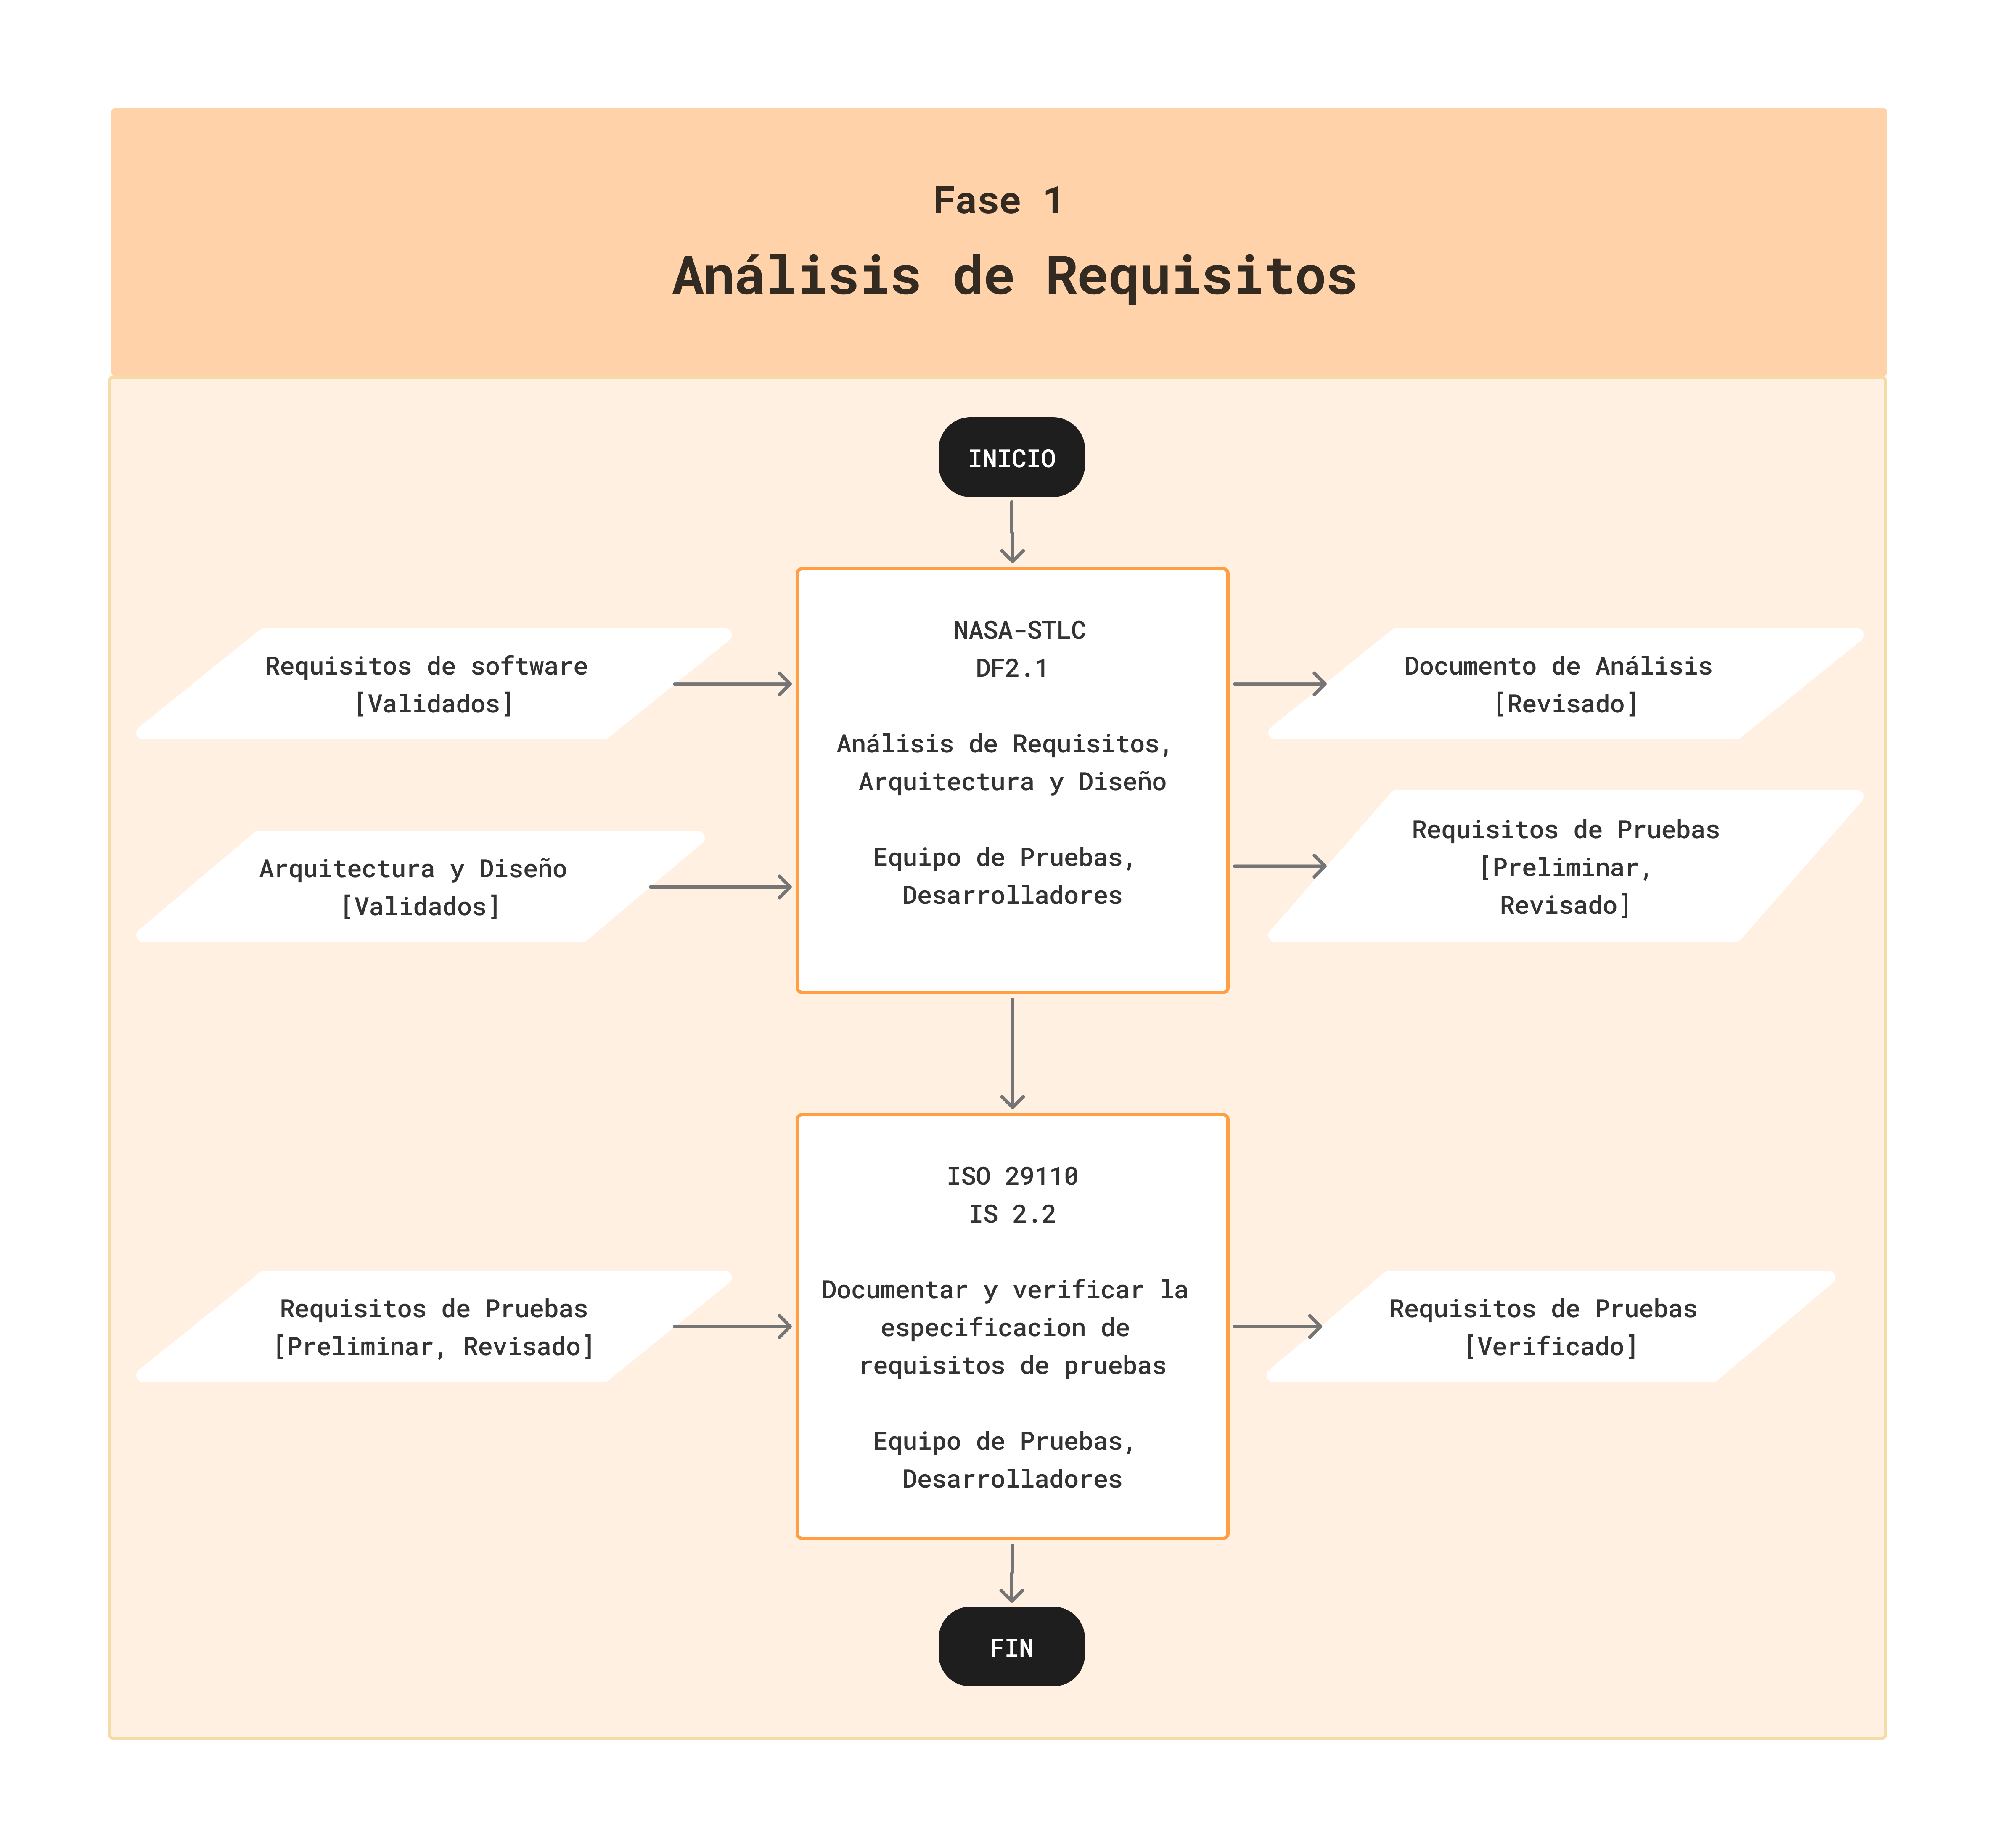 Fase 1
Análisis de Requisitos
INICIO
NASA-STLC
DF2.1
Análisis de Requisitos,
Arquitectura y Diseño
Equipo de Pruebas,
Desarrolladores
Requisitos de software
[Validados]
Arquitectura y Diseño
[Validados]
Documento de Análisis
[Revisado]
Requisitos de Pruebas
[Preliminar,
Revisado]
ISO 29110
IS 2.2
Documentar y verificar la
especificacion de
requisitos de pruebas
Equipo de Pruebas,
Desarrolladores
Requisitos de Pruebas
[Preliminar, Revisado]
Requisitos de Pruebas
[Verificado]
FIN